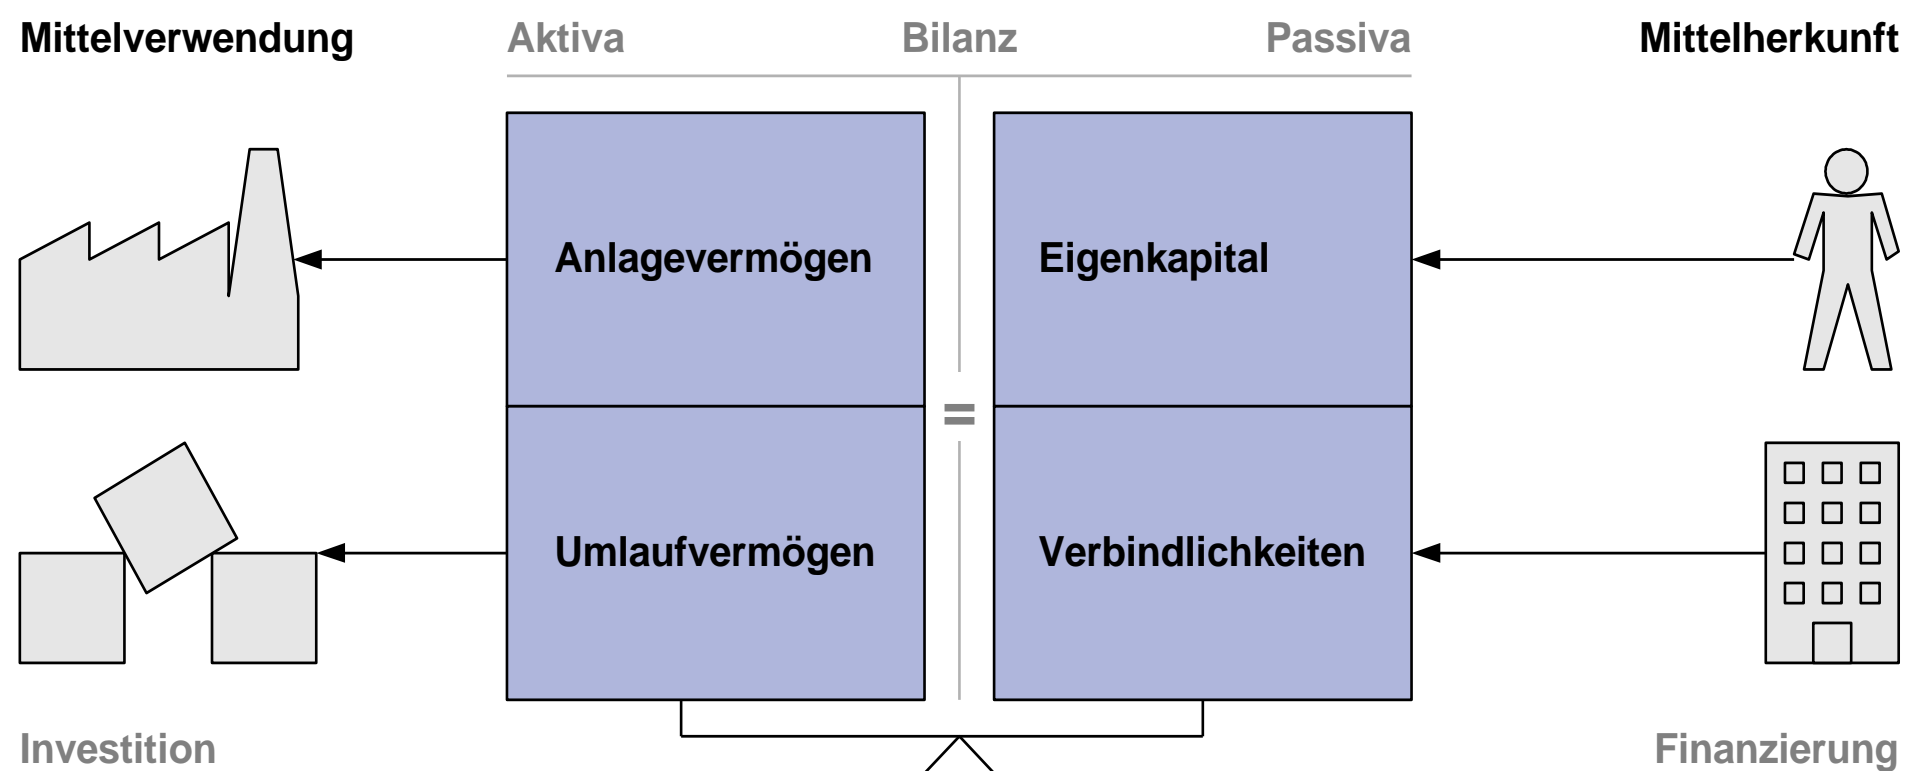 Mittelverwendung Aktiva Bilanz Passiva Mittelherkunft
Anlagevermögen Eigenkapital
=
Umlaufvermögen Verbindlichkeiten
Investition Finanzierung